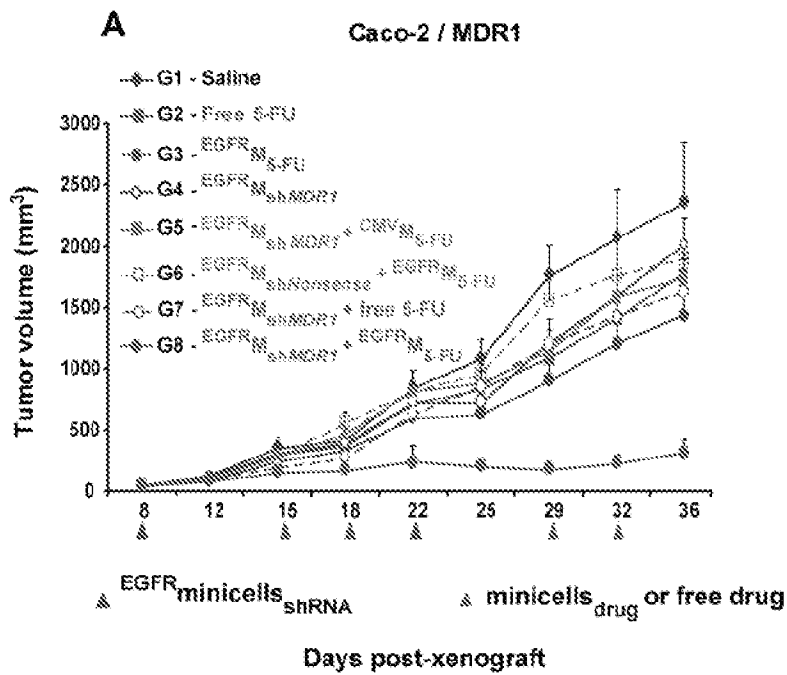 A
Caco-2 / MDR1
G1 - Saline
G2 - Free 5-FU
G3 - EGFRM5-FU
G4 - EGFRMshMDR1
G5 - EGFRMshMDR1 + CMVM5-FU
G6 - EGFRMshNonsense + EGFRM5-FU
G7 - EGFRMshMDR1 + free 5-FU
G8 - EGFRMshMDR1 + EGFRM5-FU
Tumor volume (mm³)
3000
2500
2000
1500
1000
500
0
8 12 15 18 22 25 29 32 36
EGFRminicellsshRNA minicellsdrug or free drug
Days post-xenograft